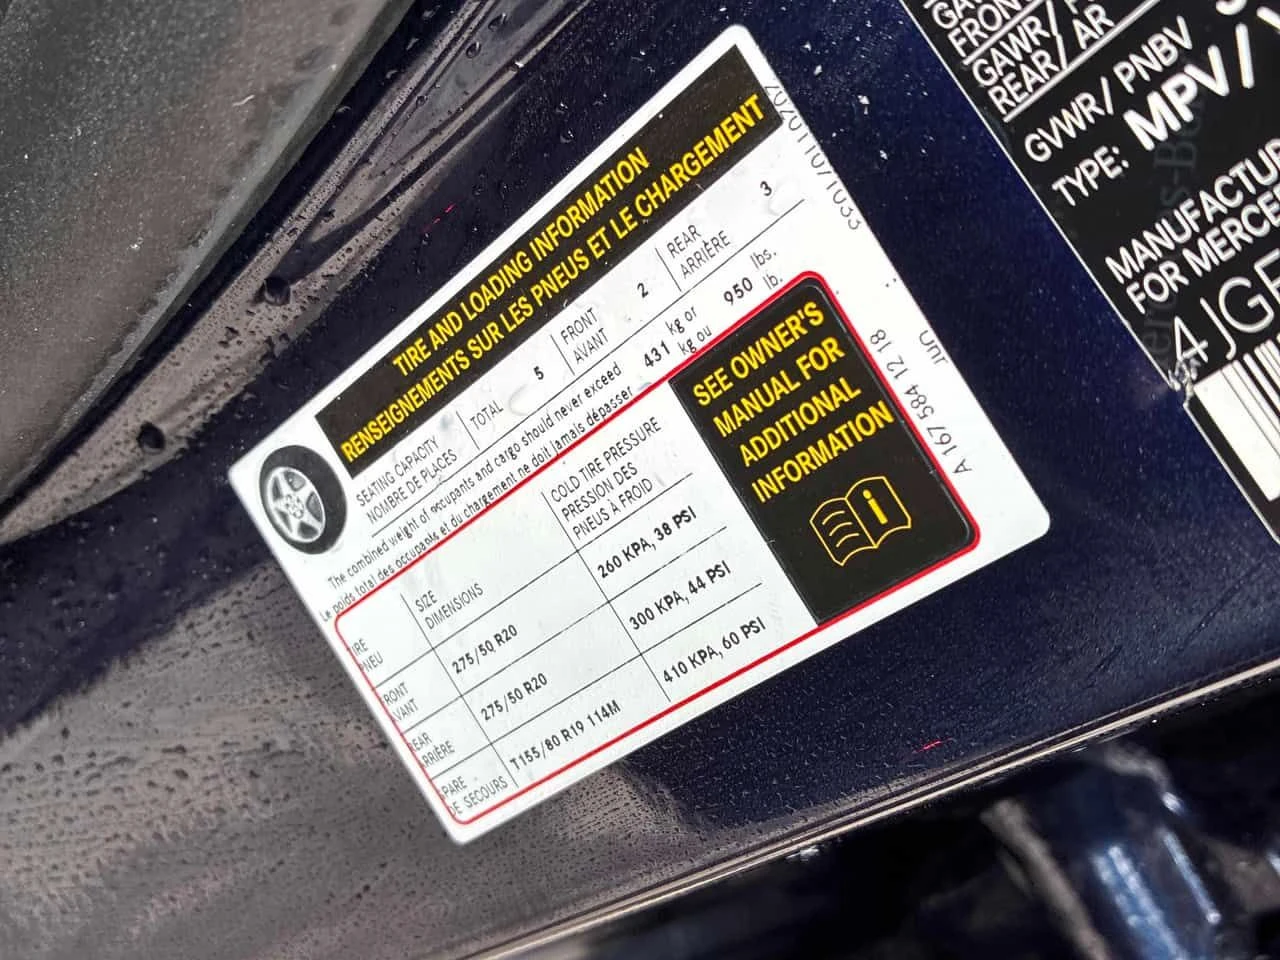 TIRE AND LOADING INFORMATION
RENSEIGNEMENTS SUR LES PNEUS ET LE CHARGEMENT
SEATING CAPACITY
NOMBRE DE PLACES
TOTAL 5
FRONT
AVANT 2
REAR
ARRIÈRE 3
The combined weight of occupants and cargo should never exceed 431 kg or 950 lbs.
Le poids total des occupants et du chargement ne doit jamais dépasser kg ou lb.
TIRE
PNEU
SIZE
DIMENSIONS
COLD TIRE PRESSURE
PRESSION DES
PNEUS À FROID
FRONT
AVANT
275/50 R20
260 KPA, 38 PSI
REAR
ARRIÈRE
275/50 R20
300 KPA, 44 PSI
SPARE
DE SECOURS
T155/80 R19 114M
410 KPA, 60 PSI
SEE OWNER'S
MANUAL FOR
ADDITIONAL
INFORMATION
i
A 167 584 12 18
unr
GAWR/
FRONT
GAWR/
REAR/ AR
GVWR/ PNBV
TYPE: MPV/
MANUFACTU
FOR MERCE
4JG